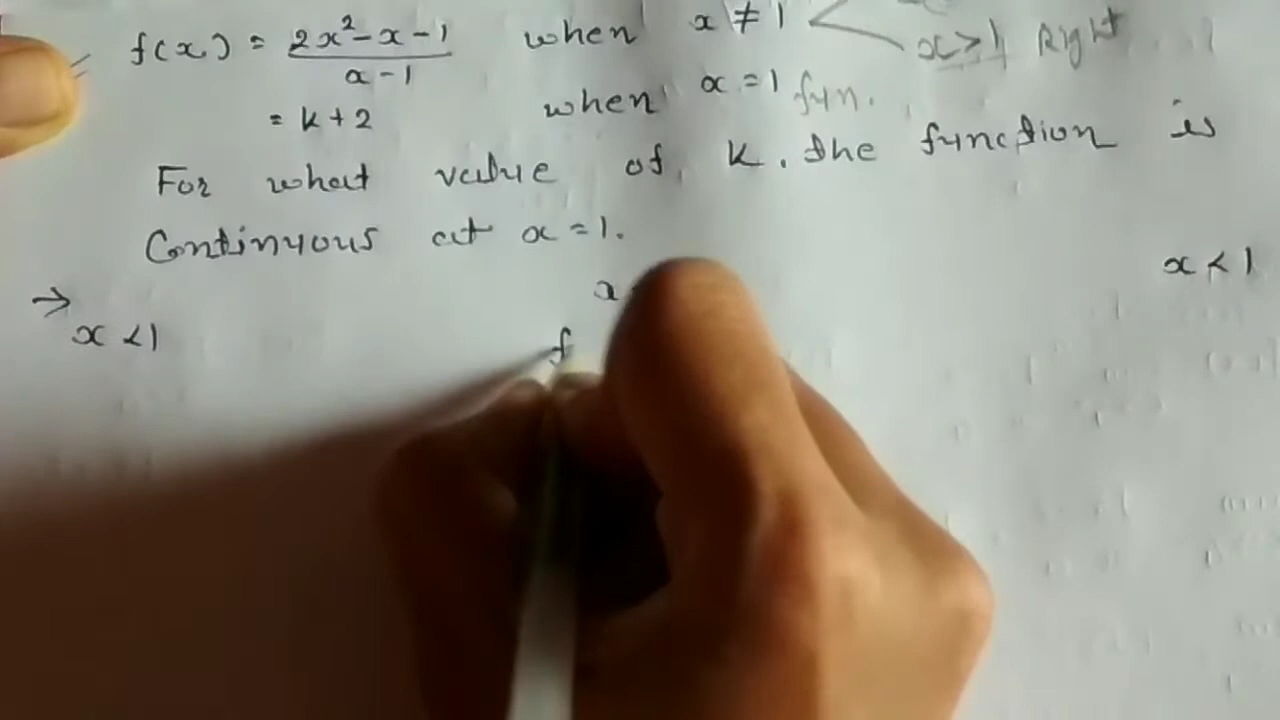 f(x) = 2x²-x-1 / x-1 when x ≠ 1 x>1 Right
= k+2 when x=1 fun.
For what value of k. the function is
Continuous at x=1.
→ x<1 x x<1
f